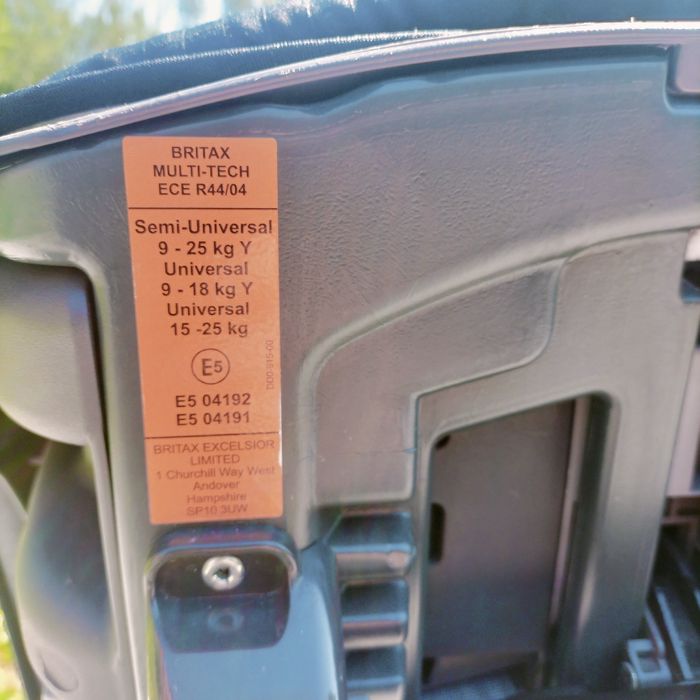 BRITAX
MULTI-TECH
ECE R44/04
Semi-Universal
9 - 25 kg Y
Universal
9 - 18 kg Y
Universal
15 -25 kg
E5
E5 04192
E5 04191
BRITAX EXCELSIOR
LIMITED
1 Churchill Way West
Andover
Hampshire
SP10 3UW